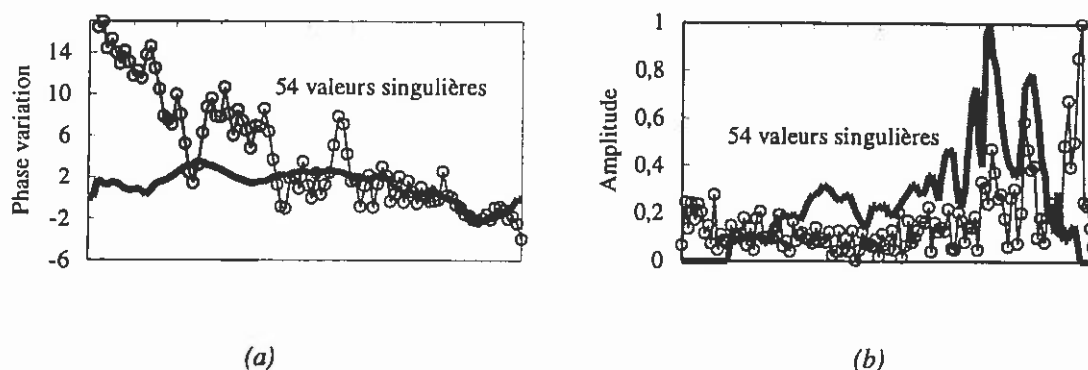 14
10
6
2
-2
-6
Phase variation
54 valeurs singulières
(a)
1
0,8
0,6
0,4
0,2
0
Amplitude
54 valeurs singulières
(b)